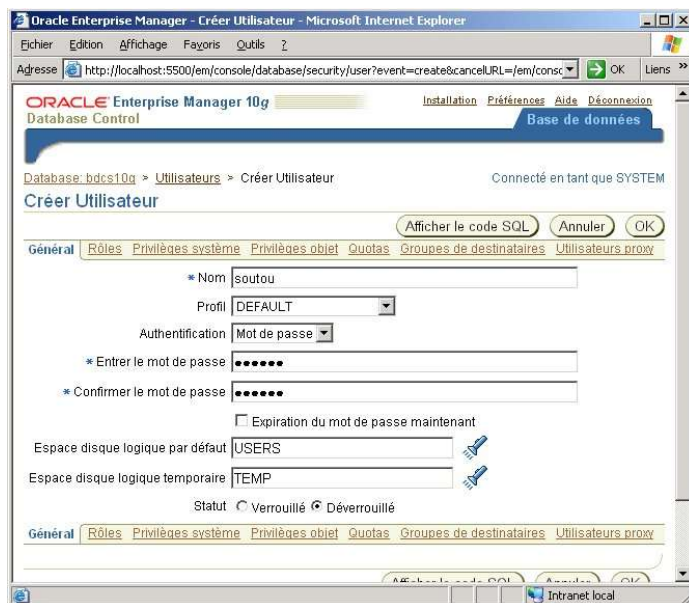 Oracle Enterprise Manager - Créer Utilisateur - Microsoft Internet Explorer
Fichier Edition Affichage Favoris Outils ?
Adresse http://localhost:5500/em/console/database/security/user?event=create&cancelURL=/em/consc OK Liens »
ORACLE Enterprise Manager 10g
Database Control
Installation Préférences Aide Déconnexion
Base de données
Database: bdcs10g > Utilisateurs > Créer Utilisateur
Connecté en tant que SYSTEM
Créer Utilisateur
Afficher le code SQL Annuler OK
Général Rôles Privilèges système Privilèges objet Quotas Groupes de destinataires Utilisateurs proxy
* Nom soutou
Profil DEFAULT
Authentification Mot de passe
* Entrer le mot de passe ••••••
* Confirmer le mot de passe ••••••
Expiration du mot de passe maintenant
Espace disque logique par défaut USERS
Espace disque logique temporaire TEMP
Statut Verrouillé Déverrouillé
Général Rôles Privilèges système Privilèges objet Quotas Groupes de destinataires Utilisateurs proxy
Afficher le code SQL Annuler OK
Intranet local